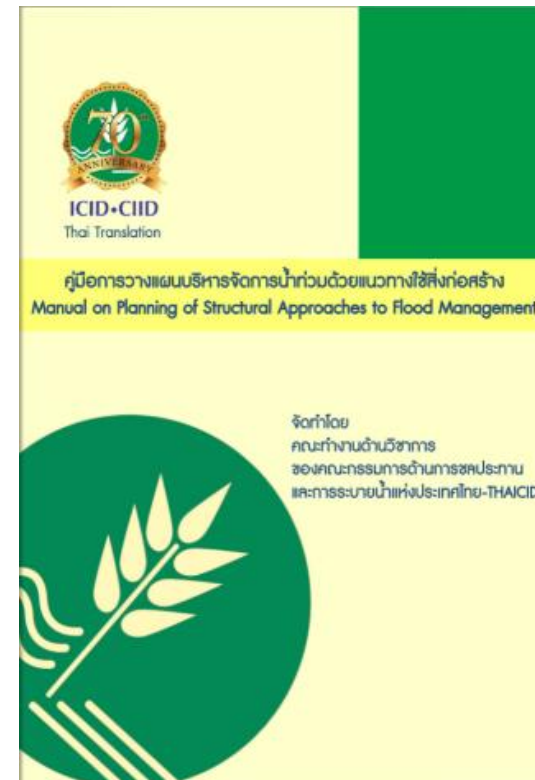 70th
ANNIVERSARY
ICID•CIID
Thai Translation
คู่มือการวางแผนบริหารจัดการน้ำท่วมด้วยแนวทางใช้สิ่งก่อสร้าง
Manual on Planning of Structural Approaches to Flood Management
จัดทำโดย
คณะทำงานด้านวิชาการ
ของคณะกรรมการด้านการชลประทาน
และการระบายน้ำแห่งประเทศไทย-THAICID